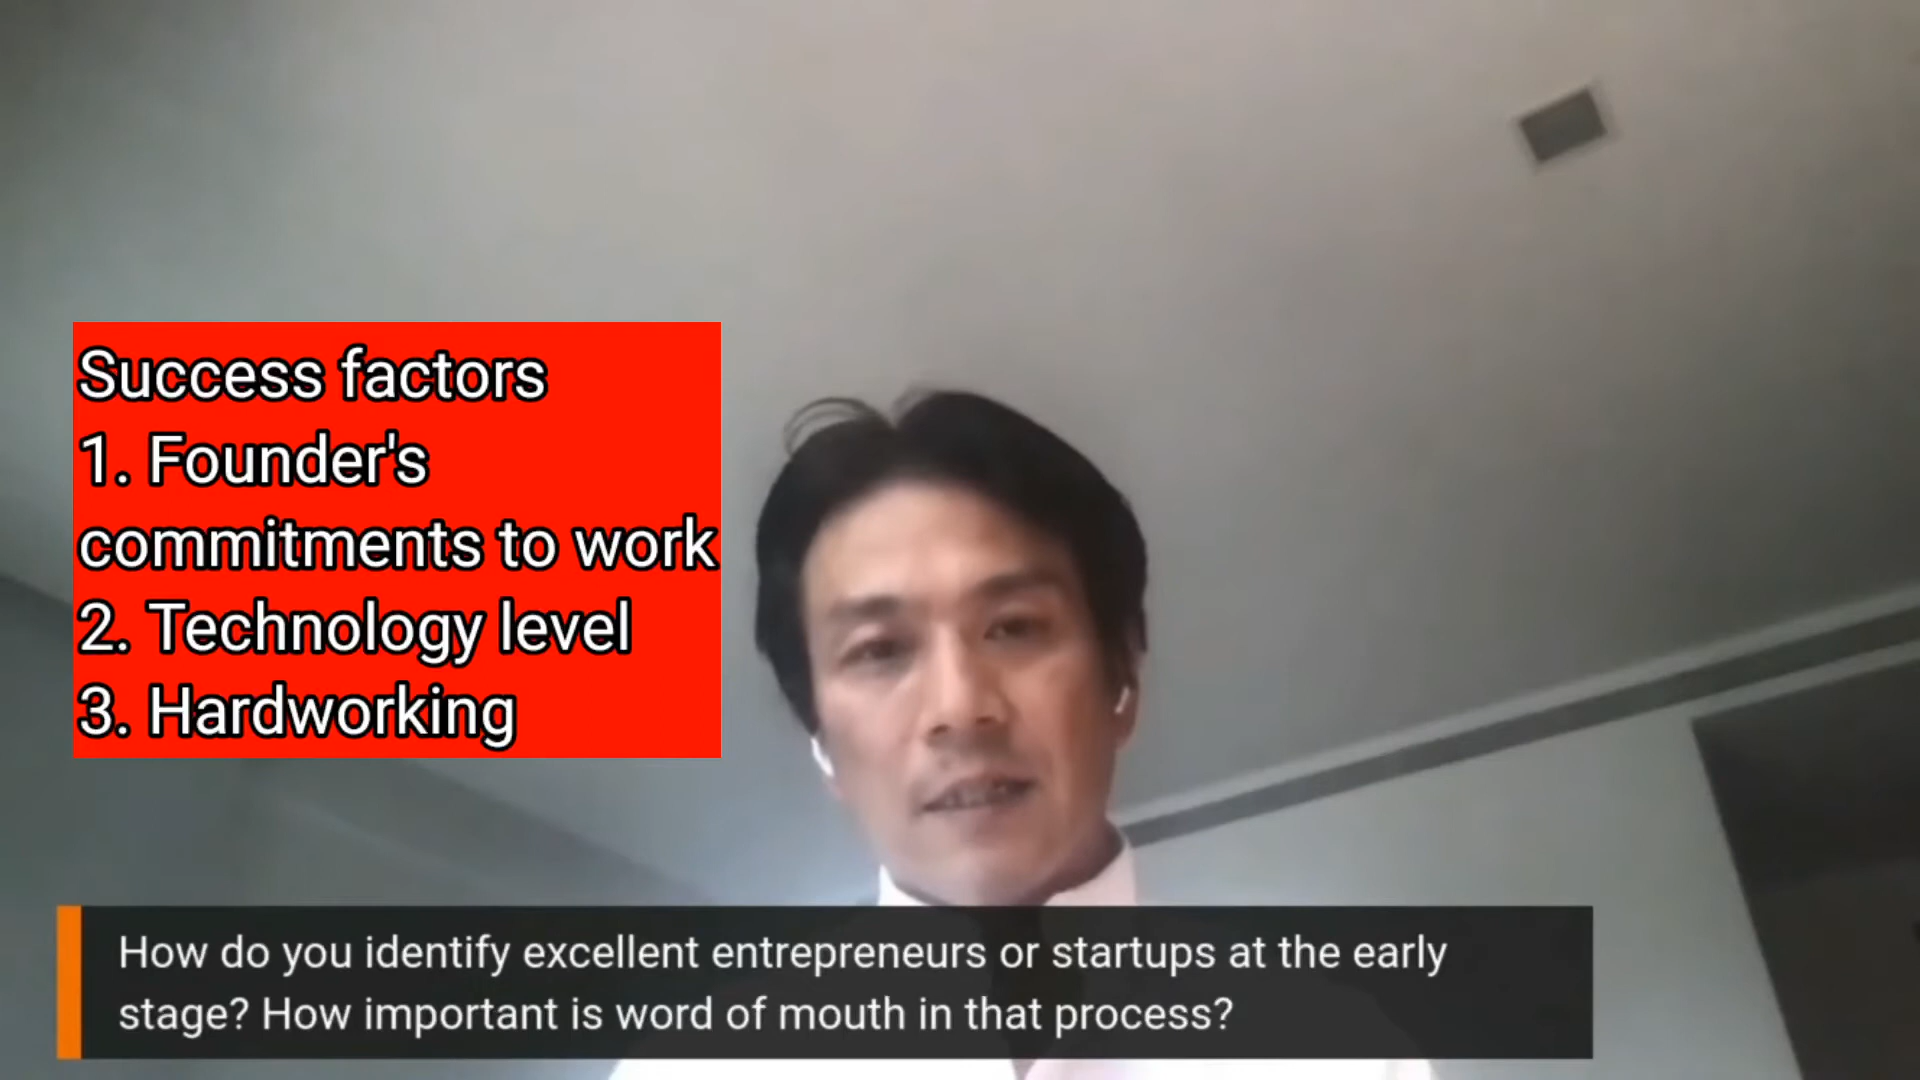 Success factors
1. Founder's
commitments to work
2. Technology level
3. Hardworking
How do you identify excellent entrepreneurs or startups at the early
stage? How important is word of mouth in that process?